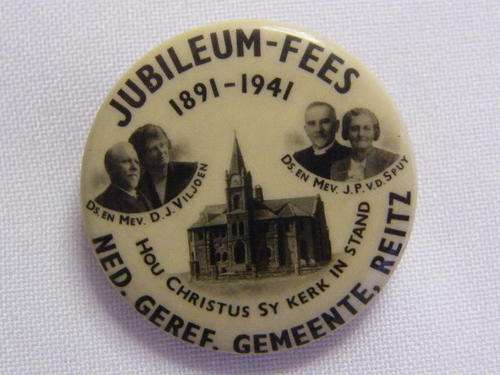 JUBILEUM-FEES
1891-1941
DS. EN MEV. D.J. VILJOEN
DS. EN MEV. J.P.V.D. SPUY
HOU CHRISTUS SY KERK IN STAND
NED. GEREF. GEMEENTE, REITZ